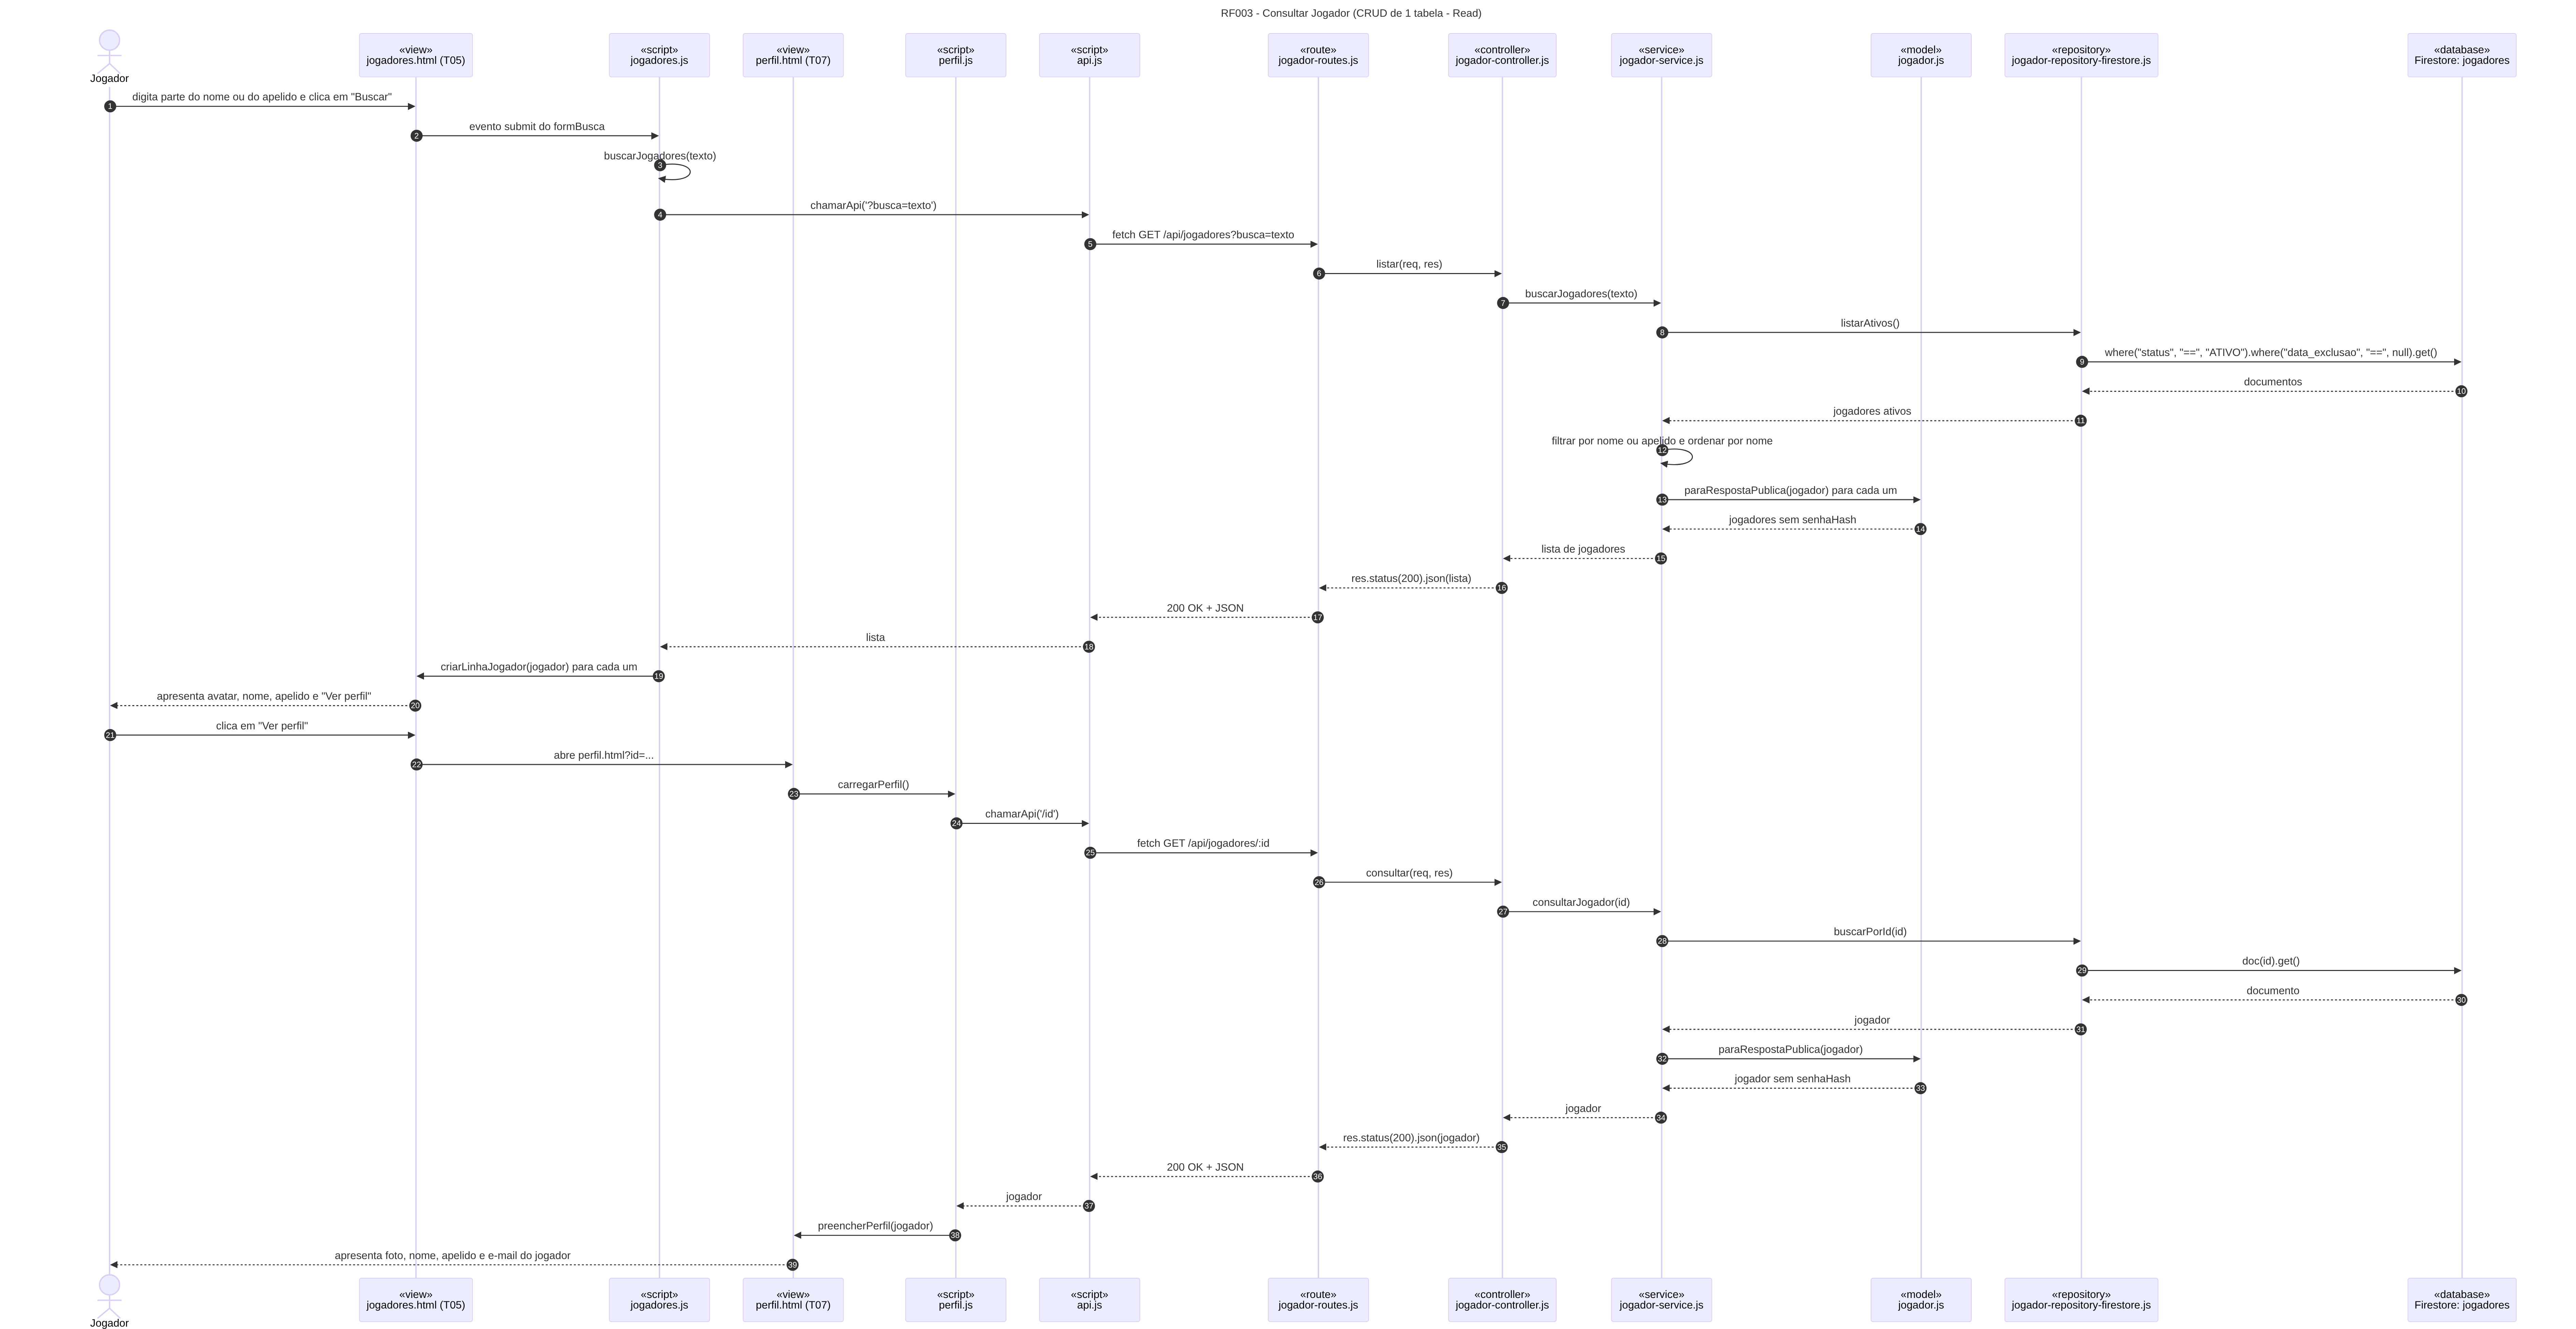 RF003 - Consultar Jogador (CRUD de 1 tabela - Read)
Jogador
«view»
jogadores.html (T05)
«script»
jogadores.js
«view»
perfil.html (T07)
«script»
perfil.js
«script»
api.js
«route»
jogador-routes.js
«controller»
jogador-controller.js
«service»
jogador-service.js
«model»
jogador.js
«repository»
jogador-repository-firestore.js
«database»
Firestore: jogadores
1 digita parte do nome ou do apelido e clica em "Buscar"
2 evento submit do formBusca
3 buscarJogadores(texto)
4 chamarApi('?busca=texto')
5 fetch GET /api/jogadores?busca=texto
6 listar(req, res)
7 buscarJogadores(texto)
8 listarAtivos()
9 where("status", "==", "ATIVO").where("data_exclusao", "==", null).get()
10 documentos
11 jogadores ativos
12 filtrar por nome ou apelido e ordenar por nome
13 paraRespostaPublica(jogador) para cada um
14 jogadores sem senhaHash
15 lista de jogadores
16 res.status(200).json(lista)
17 200 OK + JSON
18 lista
19 criarLinhaJogador(jogador) para cada um
20 apresenta avatar, nome, apelido e "Ver perfil"
21 clica em "Ver perfil"
22 abre perfil.html?id=...
23 carregarPerfil()
24 chamarApi('/id')
25 fetch GET /api/jogadores/:id
26 consultar(req, res)
27 consultarJogador(id)
28 buscarPorId(id)
29 doc(id).get()
30 documento
31 jogador
32 paraRespostaPublica(jogador)
33 jogador sem senhaHash
34 jogador
35 res.status(200).json(jogador)
36 200 OK + JSON
37 jogador
38 preencherPerfil(jogador)
39 apresenta foto, nome, apelido e e-mail do jogador
Jogador
«view»
jogadores.html (T05)
«script»
jogadores.js
«view»
perfil.html (T07)
«script»
perfil.js
«script»
api.js
«route»
jogador-routes.js
«controller»
jogador-controller.js
«service»
jogador-service.js
«model»
jogador.js
«repository»
jogador-repository-firestore.js
«database»
Firestore: jogadores